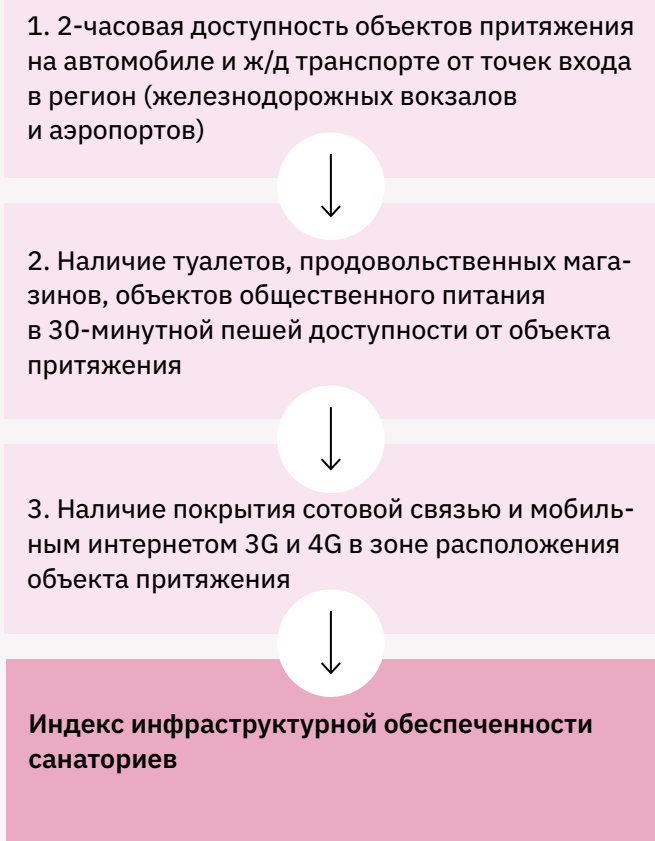 1. 2-часовая доступность объектов притяжения
на автомобиле и ж/д транспорте от точек входа
в регион (железнодорожных вокзалов
и аэропортов)
2. Наличие туалетов, продовольственных мага-
зинов, объектов общественного питания
в 30-минутной пешей доступности от объекта
притяжения
3. Наличие покрытия сотовой связью и мобиль-
ным интернетом 3G и 4G в зоне расположения
объекта притяжения
Индекс инфраструктурной обеспеченности
санаториев